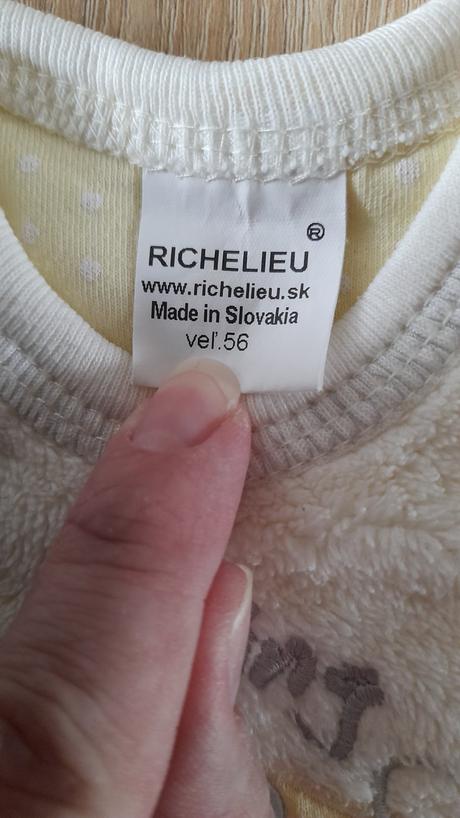 ®
RICHELIEU
www.richelieu.sk
Made in Slovakia
veľ.56